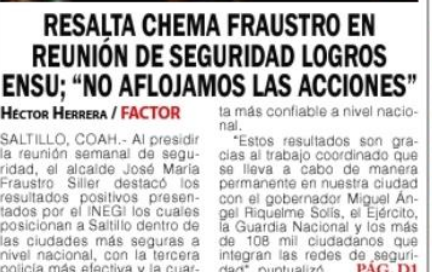 RESALTA CHEMA FRAUSTRO EN
REUNIÓN DE SEGURIDAD LOGROS
ENSU; “NO AFLOJAMOS LAS ACCIONES”
HÉCTOR HERRERA / FACTOR
SALTILLO, COAH.- Al presidir
la reunión semanal de segu-
ridad, el alcalde José María
Fraustro Siller destacó los
resultados positivos presen-
tados por el INEGI los cuales
posicionan a Saltillo dentro de
las ciudades más seguras a
nivel nacional, con la tercera
policía más efectiva y la cuar-
ta más confiable a nivel nacio-
nal.
“Estos resultados son gra-
cias al trabajo coordinado que
se lleva a cabo de manera
permanente en nuestra ciudad
con el gobernador Miguel Án-
gel Riquelme Solís, el Ejército,
la Guardia Nacional y los más
de 108 mil ciudadanos que
integran las redes de seguri-
dad”, puntualizó. PÁG. D1